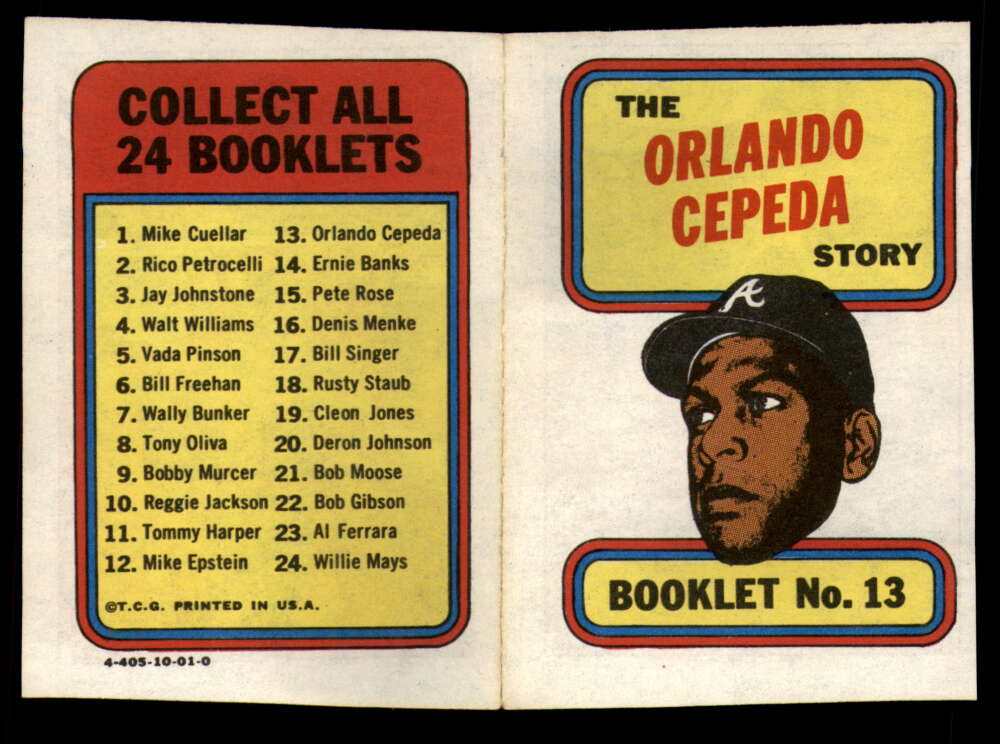 COLLECT ALL
24 BOOKLETS
1. Mike Cuellar
2. Rico Petrocelli
3. Jay Johnstone
4. Walt Williams
5. Vada Pinson
6. Bill Freehan
7. Wally Bunker
8. Tony Oliva
9. Bobby Murcer
10. Reggie Jackson
11. Tommy Harper
12. Mike Epstein
13. Orlando Cepeda
14. Ernie Banks
15. Pete Rose
16. Denis Menke
17. Bill Singer
18. Rusty Staub
19. Cleon Jones
20. Deron Johnson
21. Bob Moose
22. Bob Gibson
23. Al Ferrara
24. Willie Mays
©T.C.G. PRINTED IN U.S.A.
4-405-10-01-0
THE
ORLANDO
CEPEDA
STORY
A
BOOKLET No. 13